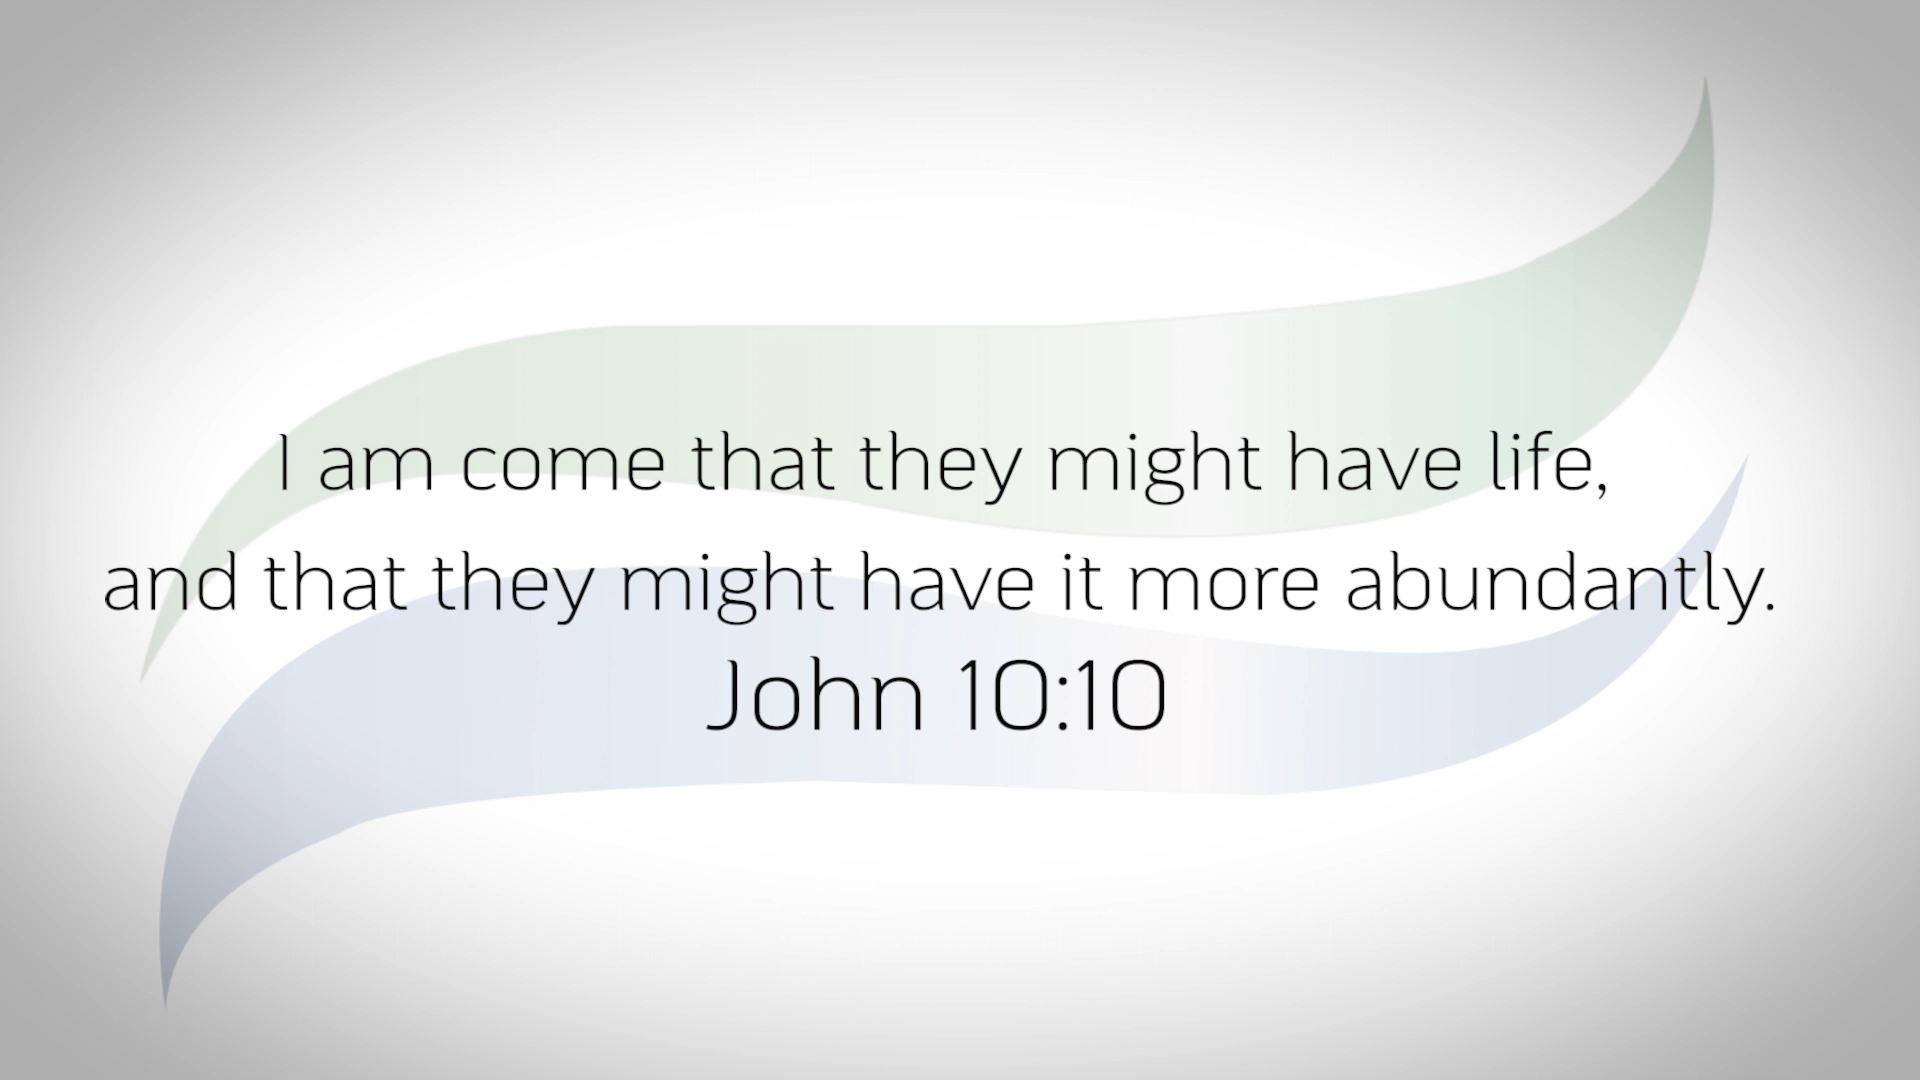 I am come that they might have life,
and that they might have it more abundantly.
John 10:10